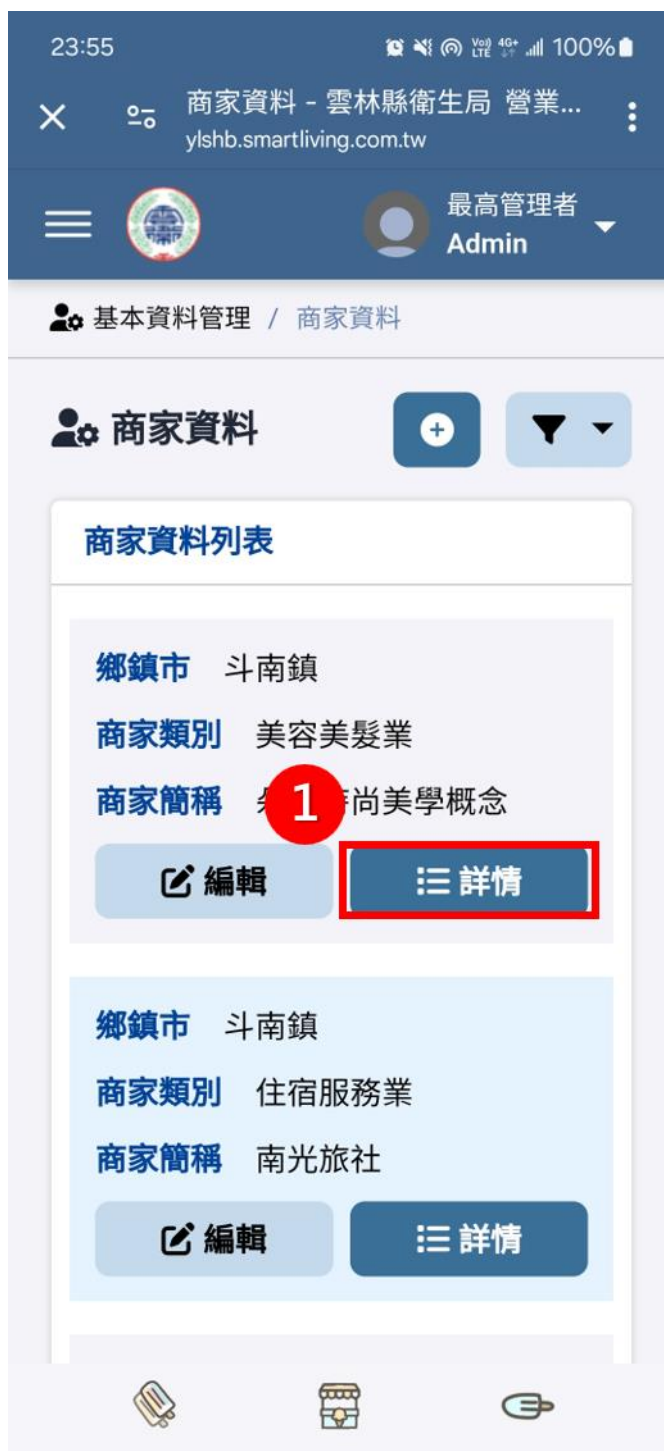 23:55 Vo)) LTE 4G+ 100%
商家資料 - 雲林縣衛生局 營業...
ylshb.smartliving.com.tw
最高管理者
Admin
基本資料管理 / 商家資料
商家資料
商家資料列表
鄉鎮市 斗南鎮
商家類別 美容美髮業
商家簡稱 1 尚美學概念
編輯 詳情
鄉鎮市 斗南鎮
商家類別 住宿服務業
商家簡稱 南光旅社
編輯 詳情